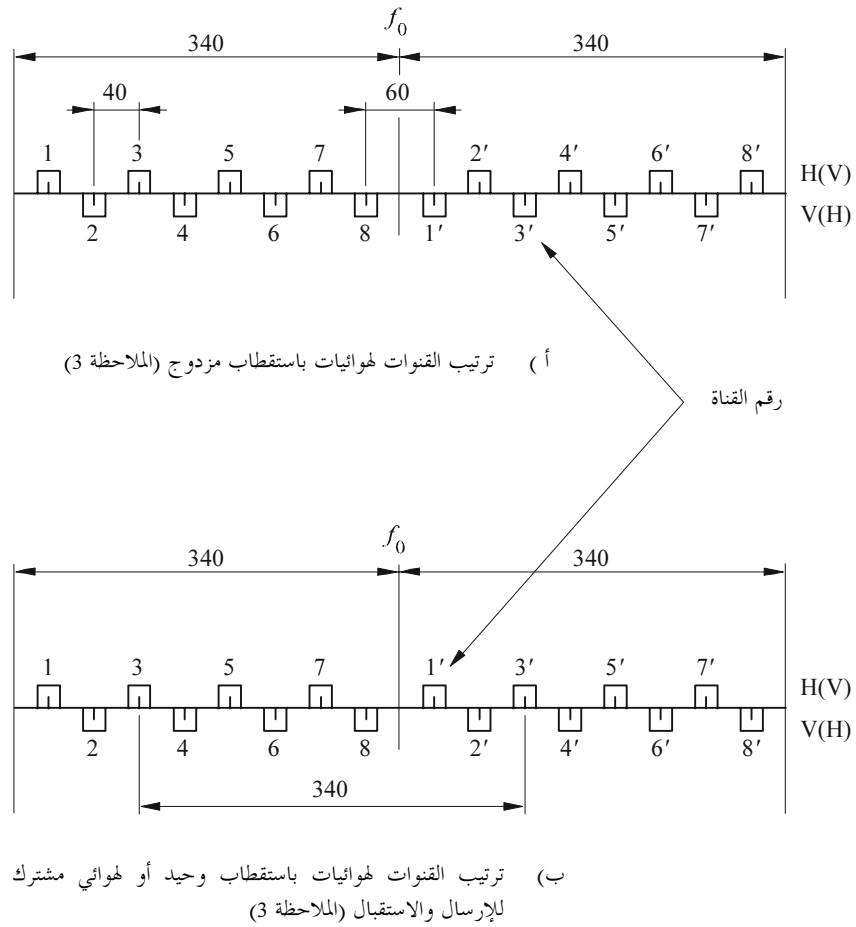 f0
340 340
40 60
1 3 5 7 2′ 4′ 6′ 8′ H(V)
2 4 6 8 1′ 3′ 5′ 7′ V(H)
أ ) ترتيب القنوات لهوائيات باستقطاب مزدوج (الملاحظة 3)
رقم القناة
f0
340 340
1 3 5 7 1′ 3′ 5′ 7′ H(V)
2 4 6 8 2′ 4′ 6′ 8′ V(H)
340
ب) ترتيب القنوات لهوائيات باستقطاب وحيد أو لهوائي مشترك
للإرسال والاستقبال (الملاحظة 3)